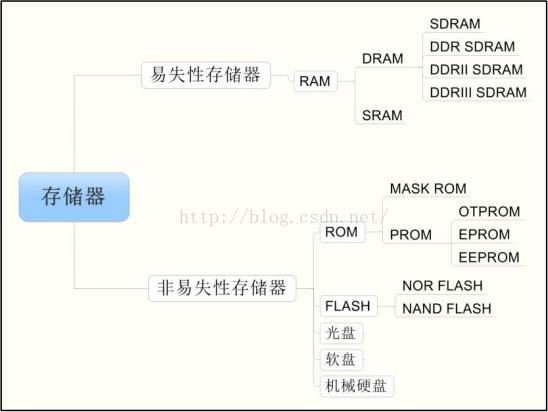 存储器
易失性存储器
RAM
DRAM
SDRAM
DDR SDRAM
DDRII SDRAM
DDRIII SDRAM
SRAM
非易失性存储器
ROM
MASK ROM
PROM
OTPROM
EPROM
EEPROM
FLASH
NOR FLASH
NAND FLASH
光盘
软盘
机械硬盘
http://blog.csdn.net/